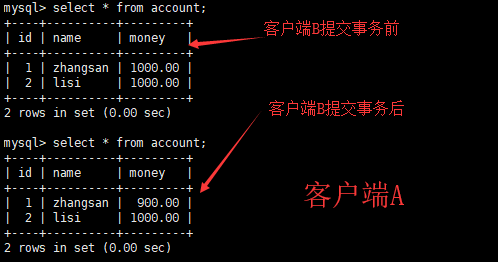 mysql> select * from account;
+----+----------+---------+
| id | name     | money   |
+----+----------+---------+
|  1 | zhangsan | 1000.00 |
|  2 | lisi     | 1000.00 |
+----+----------+---------+
2 rows in set (0.00 sec)
客户端B提交事务前
mysql> select * from account;
+----+----------+---------+
| id | name     | money   |
+----+----------+---------+
|  1 | zhangsan |  900.00 |
|  2 | lisi     | 1000.00 |
+----+----------+---------+
2 rows in set (0.00 sec)
客户端B提交事务后
客户端A